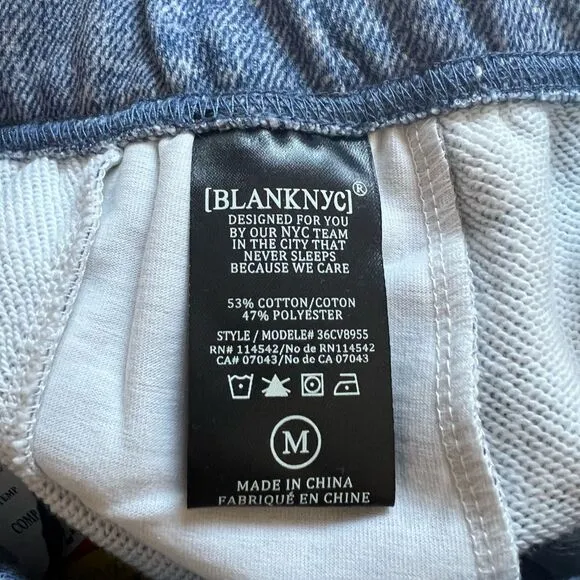 [BLANKNYC]®
DESIGNED FOR YOU
BY OUR NYC TEAM
IN THE CITY THAT
NEVER SLEEPS
BECAUSE WE CARE
53% COTTON/COTON
47% POLYESTER
STYLE / MODELE# 36CV8955
RN# 114542/No de RN114542
CA# 07043/No de CA 07043
M
MADE IN CHINA
FABRIQUÉ EN CHINE
TEMP
COMB